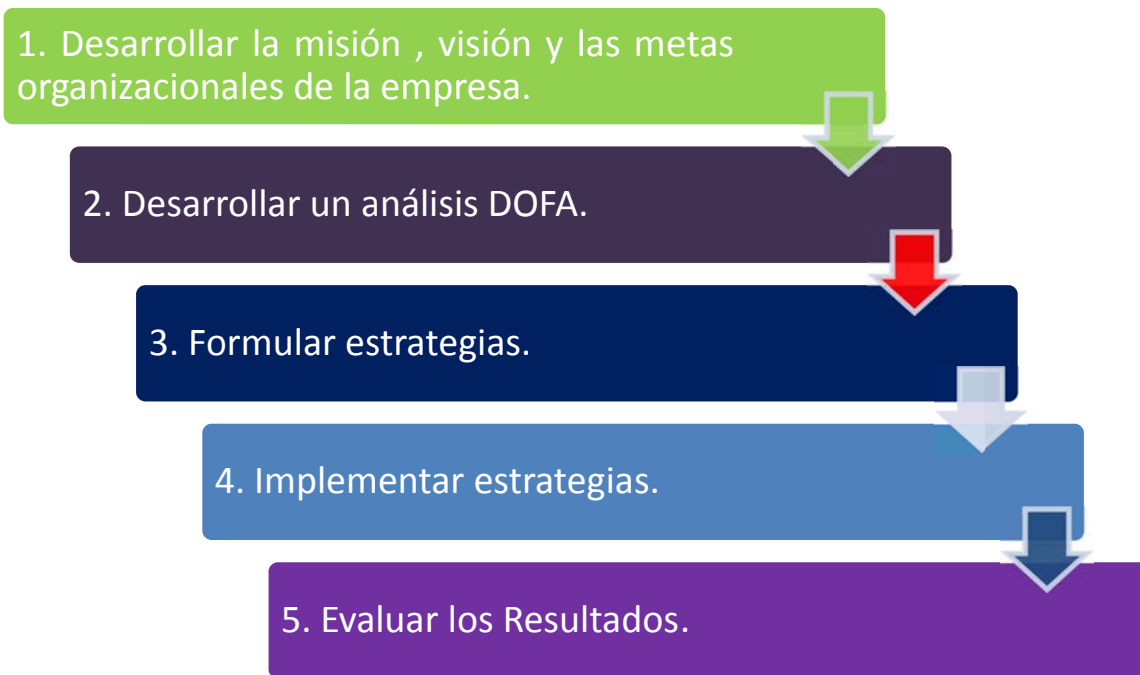 1. Desarrollar la misión , visión y las metas
organizacionales de la empresa.
2. Desarrollar un análisis DOFA.
3. Formular estrategias.
4. Implementar estrategias.
5. Evaluar los Resultados.